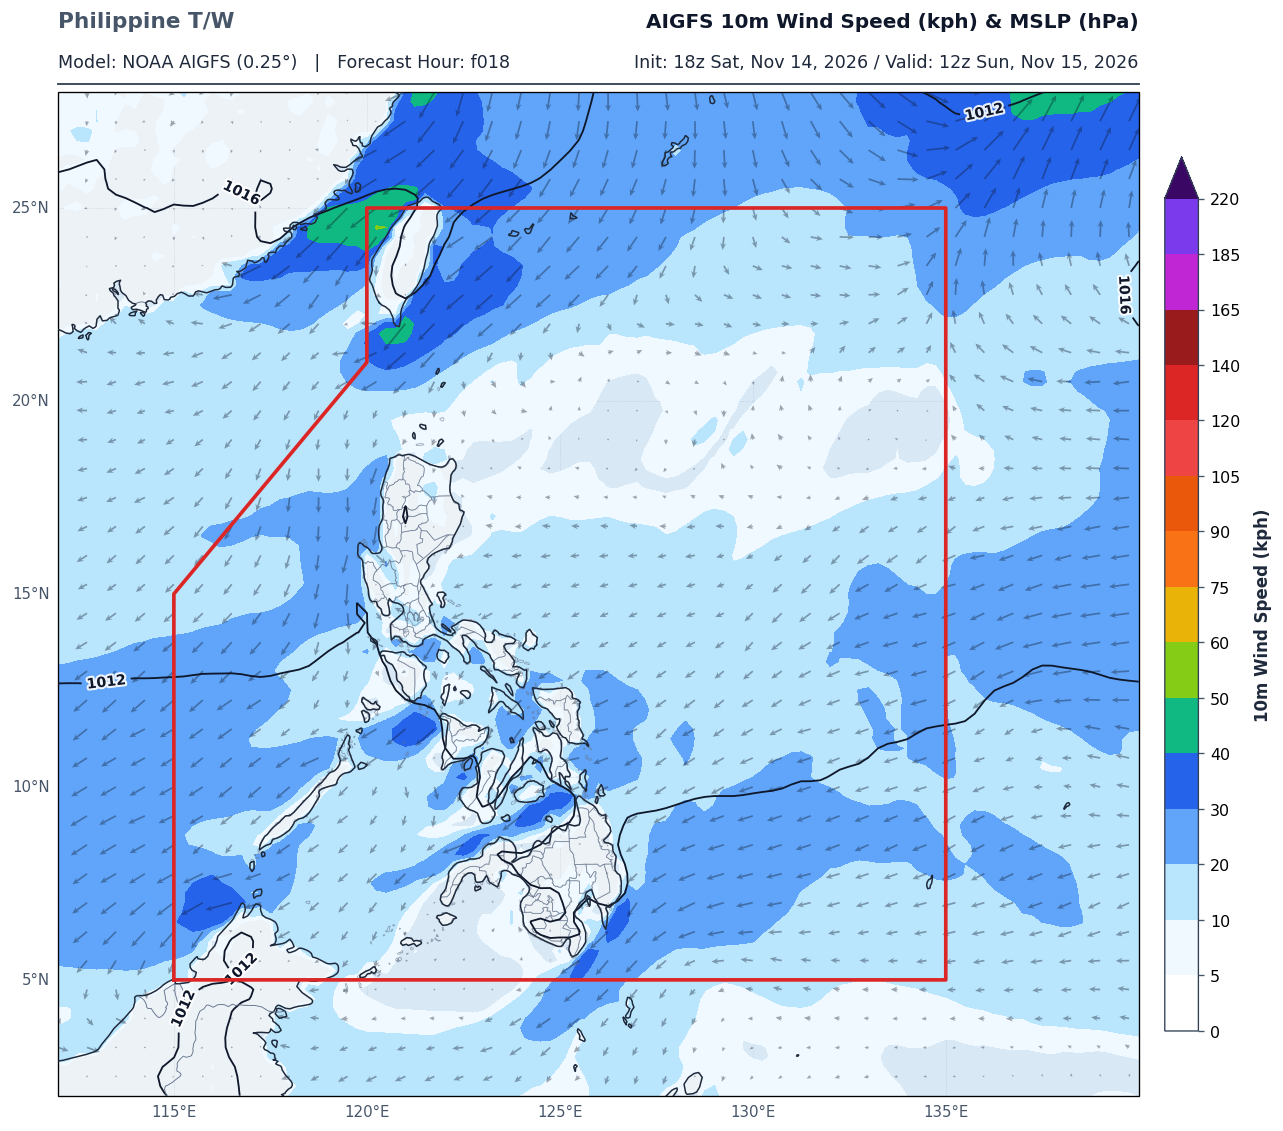 Philippine T/W
AIGFS 10m Wind Speed (kph) & MSLP (hPa)
Model: NOAA AIGFS (0.25°)   |   Forecast Hour: f018
Init: 18z Sat, Nov 14, 2026 / Valid: 12z Sun, Nov 15, 2026
1012
1016
1016
1012
1012
1012
25°N
20°N
15°N
10°N
5°N
115°E
120°E
125°E
130°E
135°E
220
185
165
140
120
105
90
75
60
50
40
30
20
10
5
0
10m Wind Speed (kph)